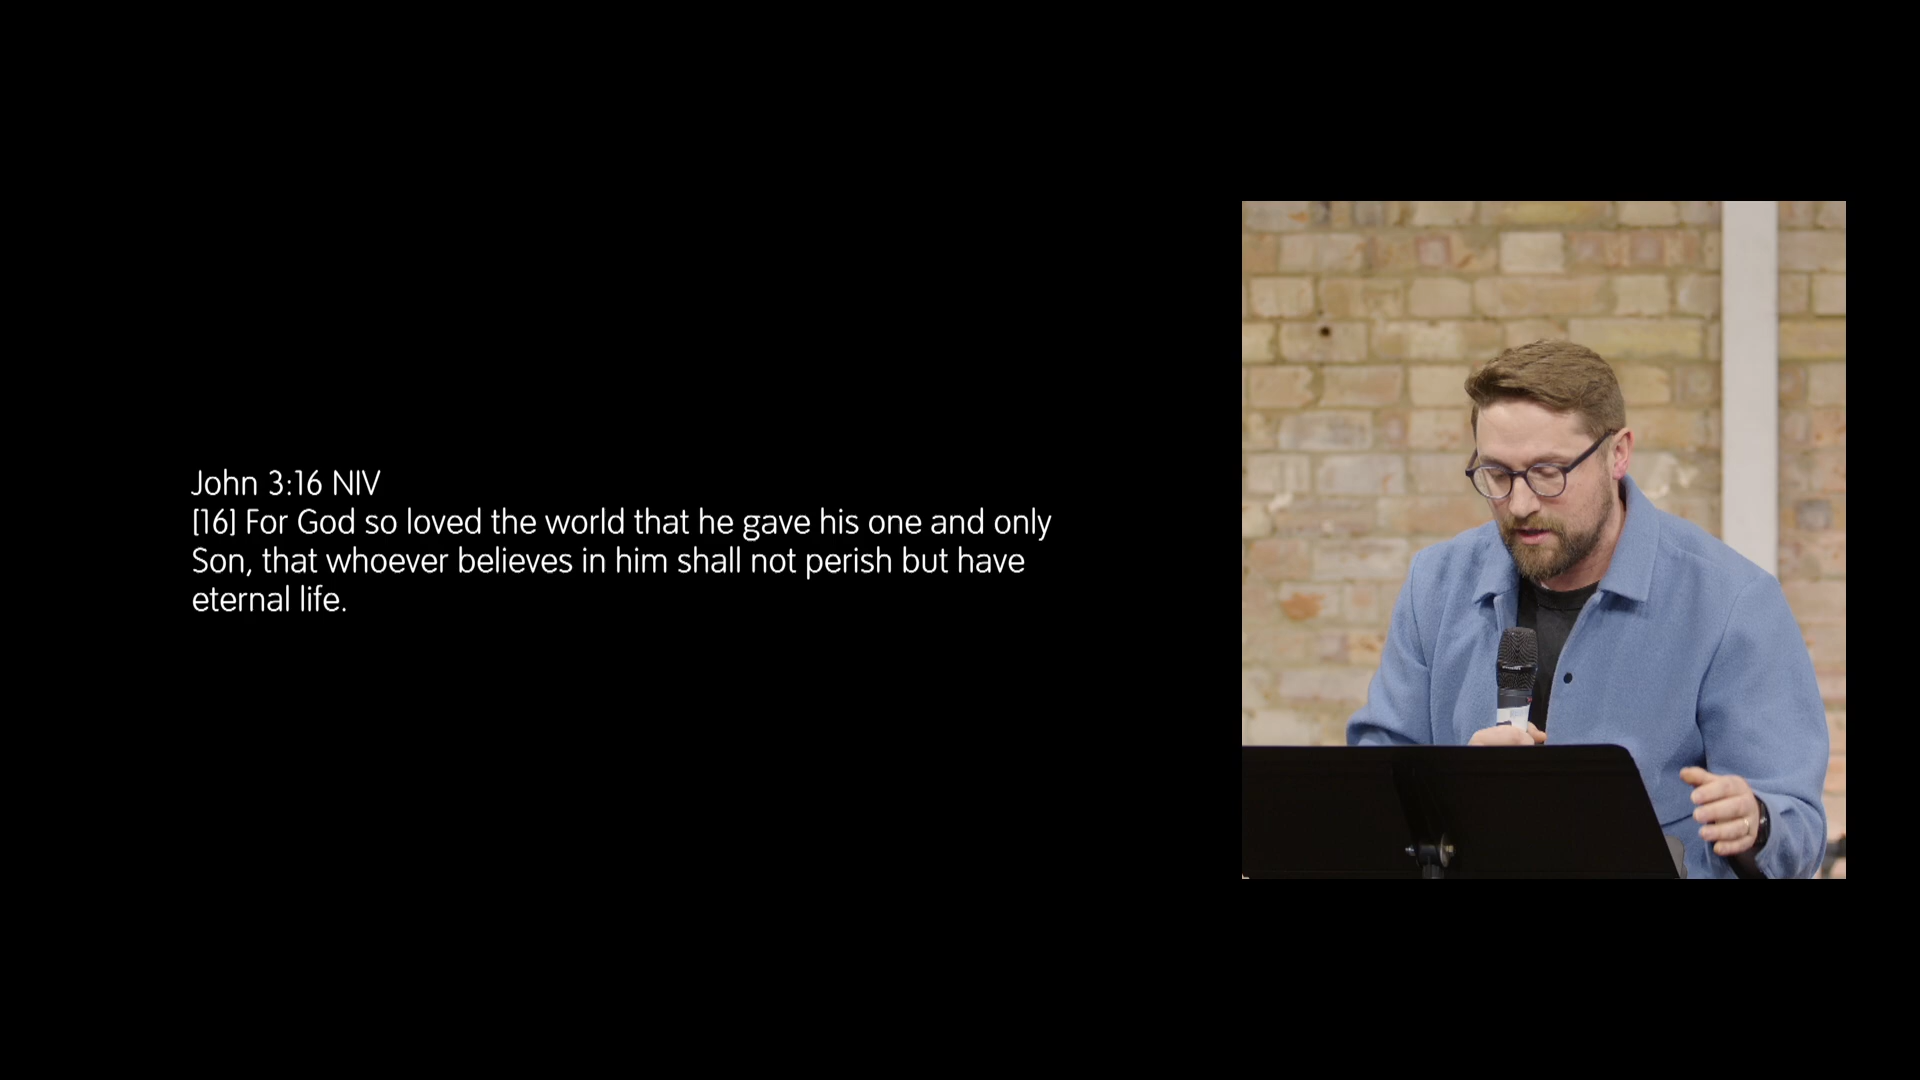 John 3:16 NIV
[16] For God so loved the world that he gave his one and only
Son, that whoever believes in him shall not perish but have
eternal life.